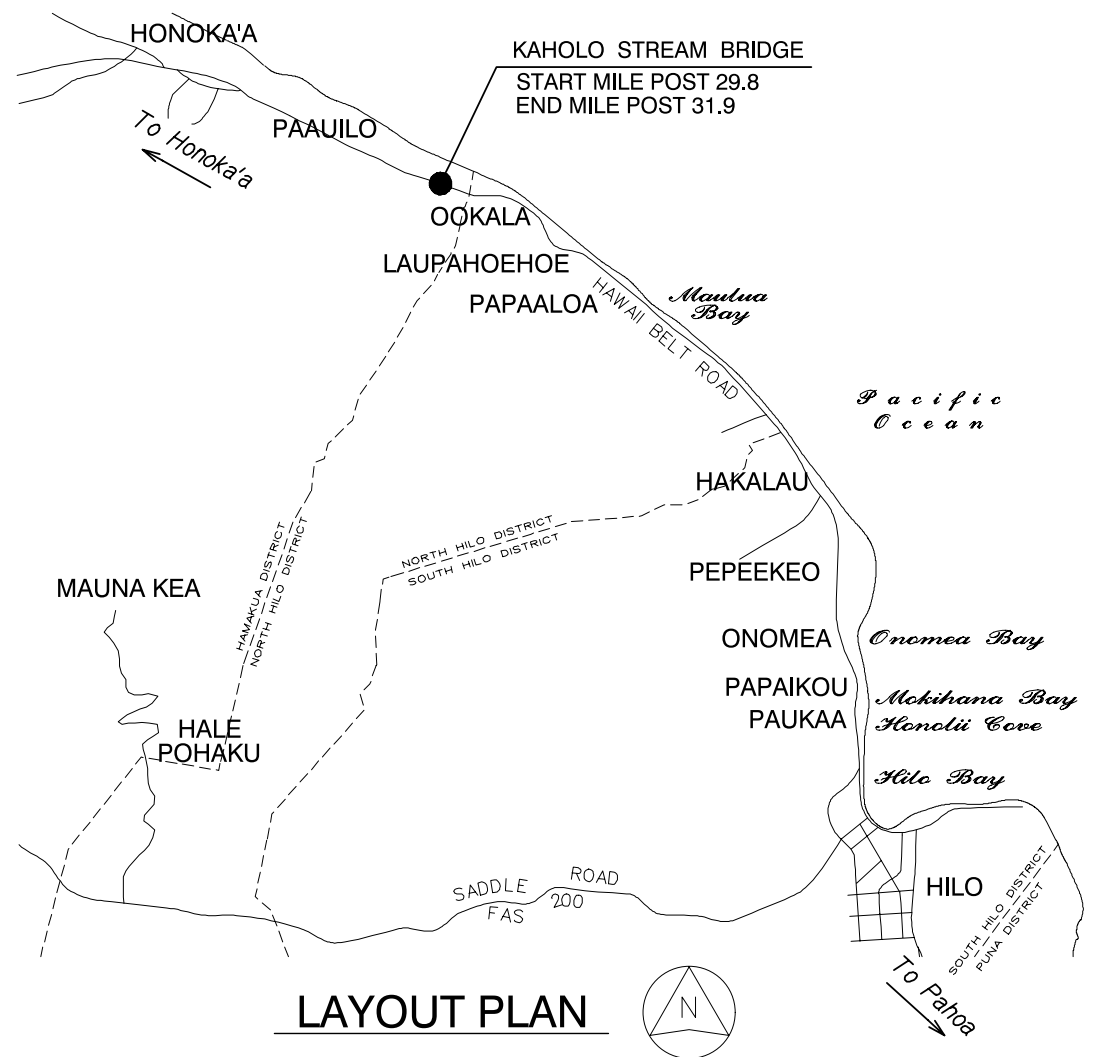 HONOKA'A
KAHOLO STREAM BRIDGE
START MILE POST 29.8
END MILE POST 31.9
PAAUILO
To Honoka'a
OOKALA
LAUPAHOEHOE
PAPAALOA
HAWAII BELT ROAD
Maulua
Bay
Pacific
Ocean
HAKALAU
NORTH HILO DISTRICT
SOUTH HILO DISTRICT
PEPEEKEO
HAMAKUA DISTRICT
NORTH HILO DISTRICT
MAUNA KEA
ONOMEA
Onomea Bay
PAPAIKOU
Mokihana Bay
PAUKAA
Honolii Cove
HALE
POHAKU
Hilo Bay
SADDLE ROAD
FAS 200
HILO
SOUTH HILO DISTRICT
PUNA DISTRICT
To Pahoa
LAYOUT PLAN
N